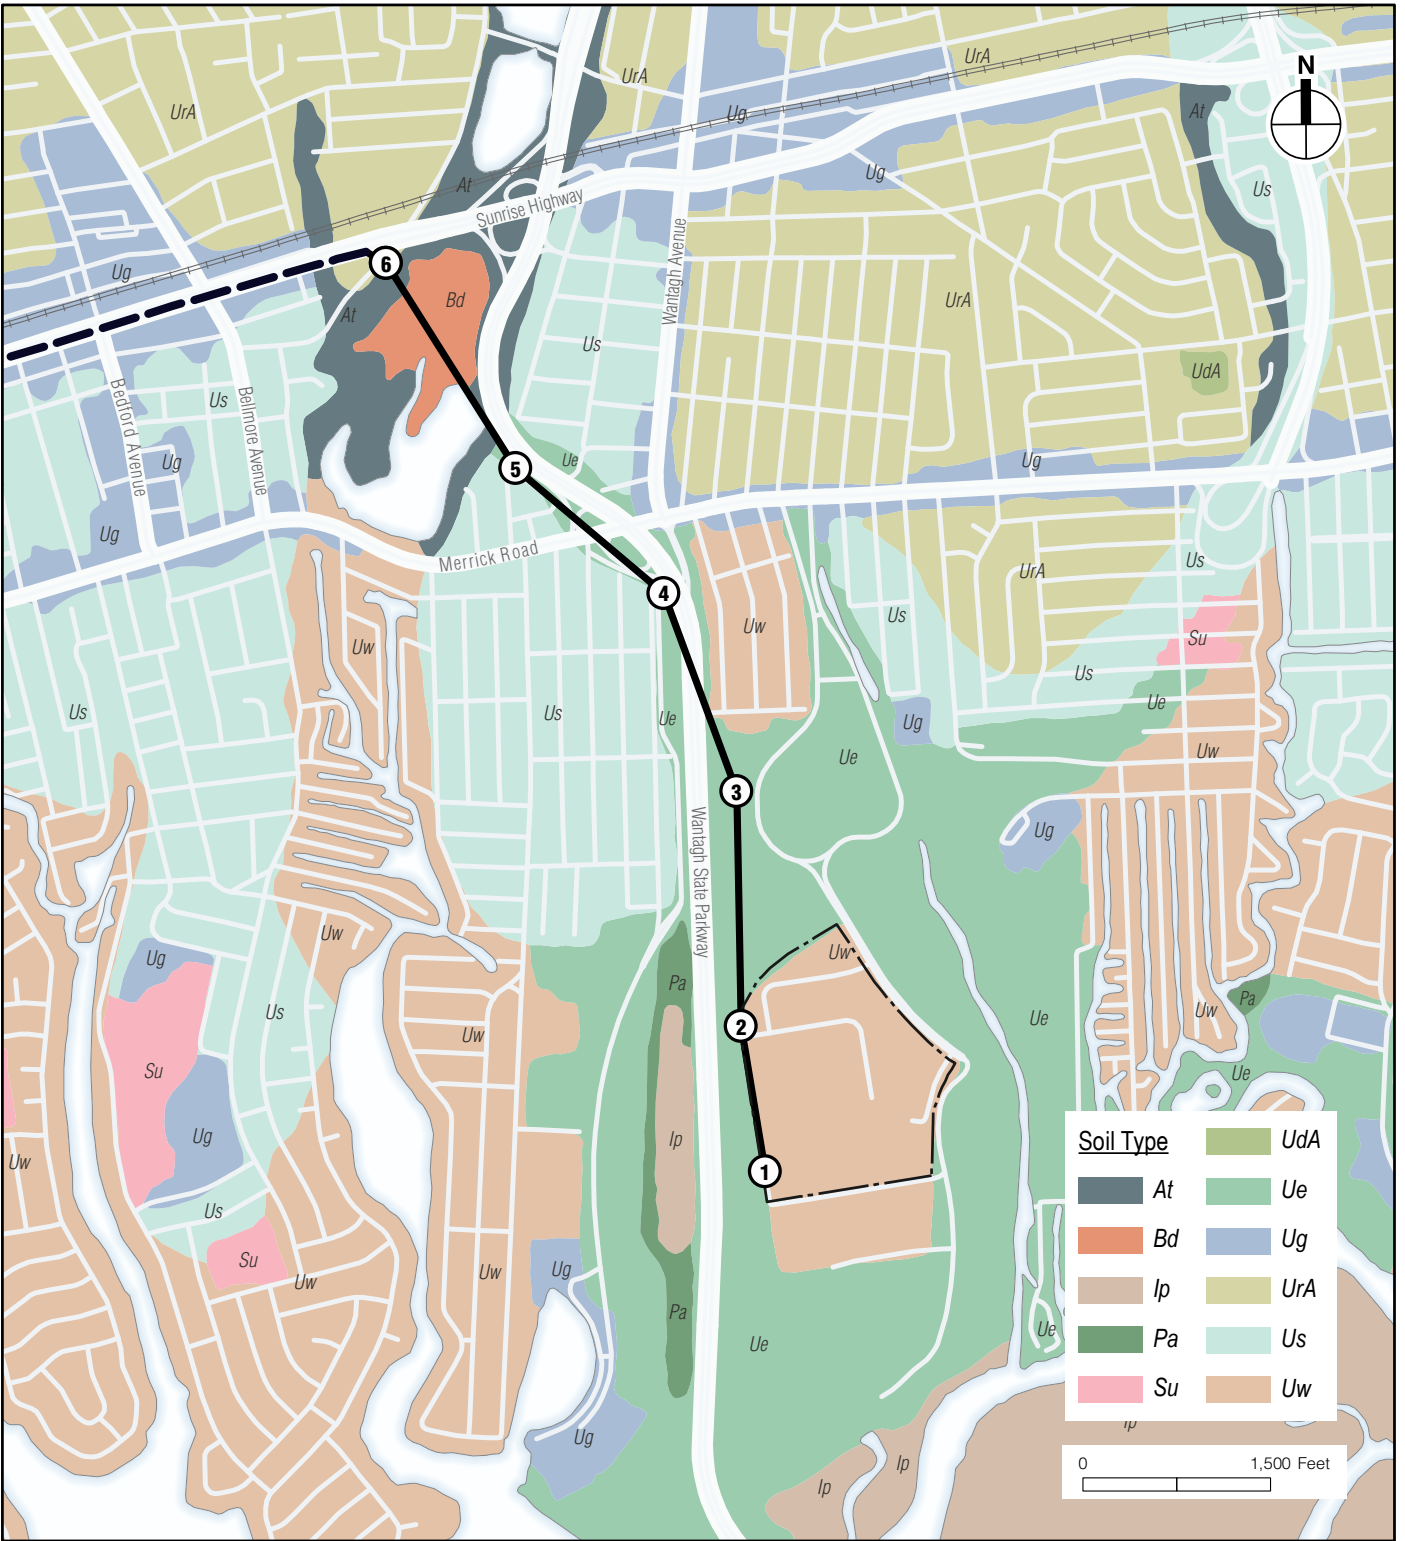 UrA
UrA
N
UrA
Ug
At
Ug
At
Us
Sunrise Highway
Wantagh Avenue
6
Ug
Bd
UrA
At
Us
UdA
Bedford Avenue
Us
Bellmore Avenue
Ug
5
Ue
Ug
Ug
Merrick Road
Us
UrA
4
Us
Uw
Su
Uw
Us
Us
Us
Ue
Ug
Ue
Uw
Ue
3
Wantagh State Parkway
Ug
Uw
Uw
Ug
Pa
Pa
Us
Uw
2
Ue
Uw
Su
Ue
Ug
Ip
Uw
1
Us
Su
Uw
Uw
Ug
Pa
Ue
Ue
Ug
Ip
Ip
Ip
Soil Type
At
Bd
Ip
Pa
Su
UdA
Ue
Ug
UrA
Us
Uw
0 1,500 Feet